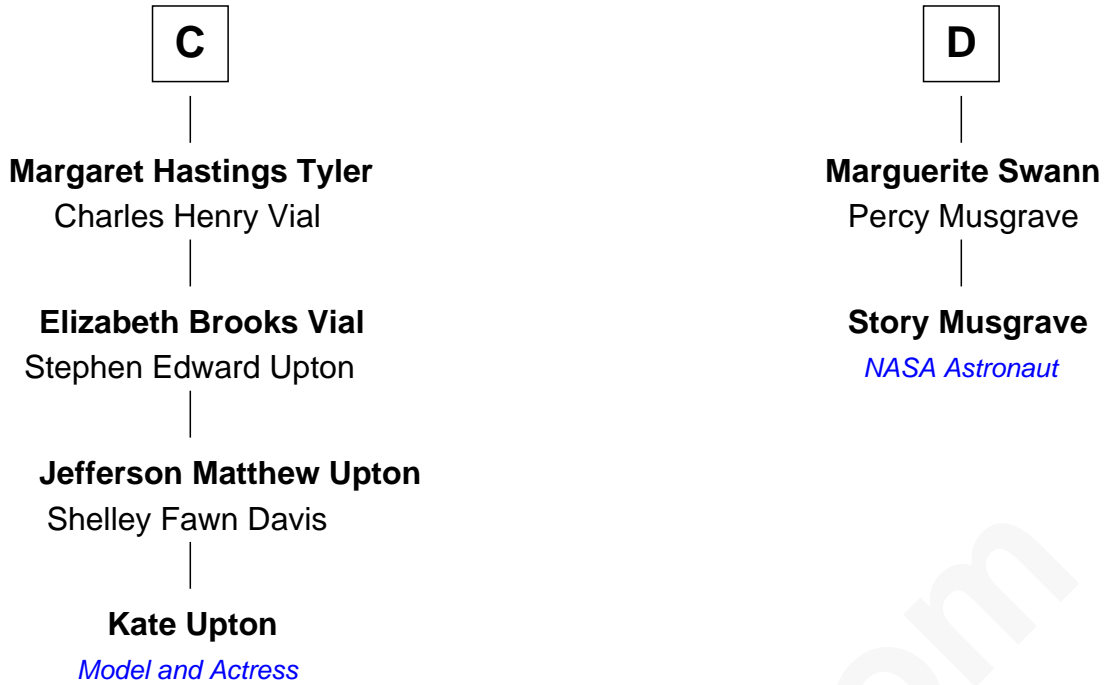 C
Margaret Hastings Tyler
Charles Henry Vial
Elizabeth Brooks Vial
Stephen Edward Upton
Jefferson Matthew Upton
Shelley Fawn Davis
Kate Upton
Model and Actress
D
Marguerite Swann
Percy Musgrave
Story Musgrave
NASA Astronaut
om